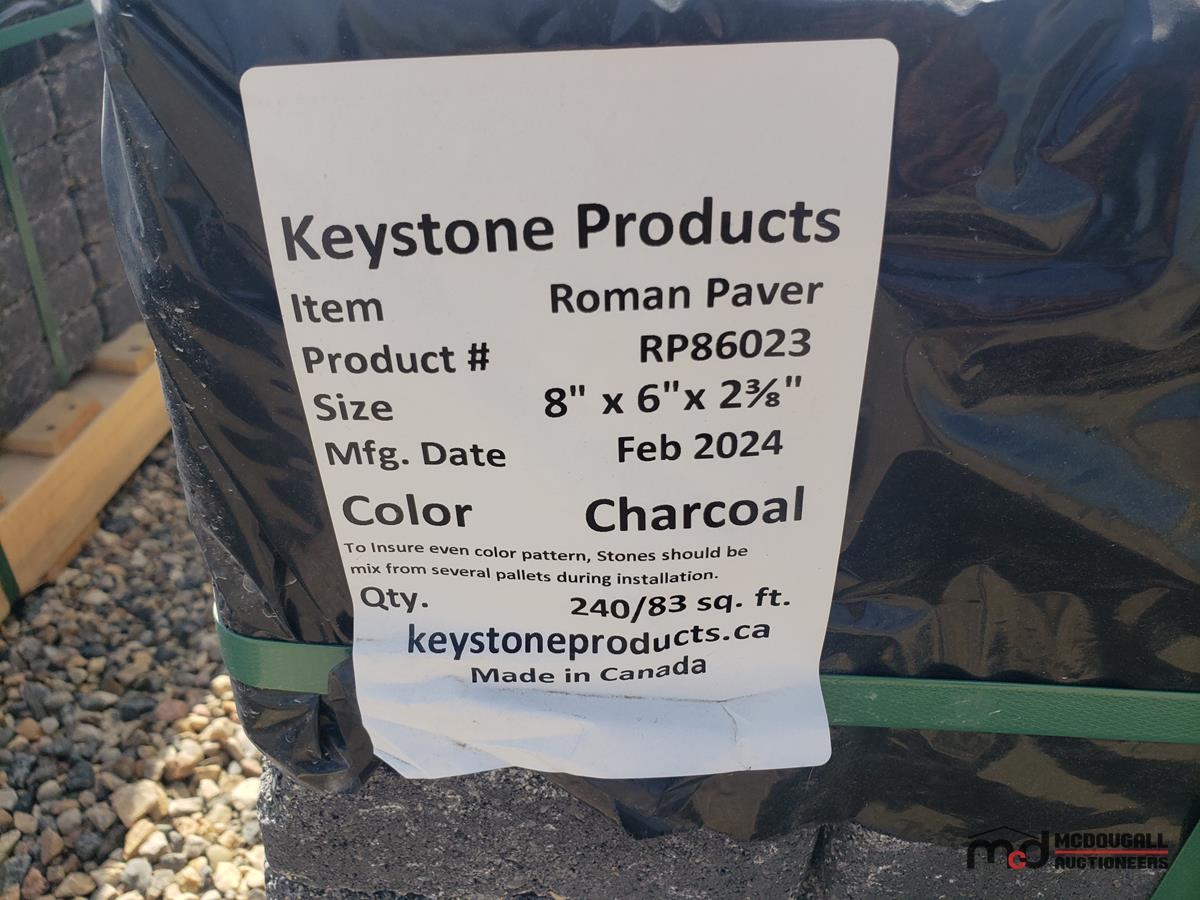 Keystone Products
Item Roman Paver
Product # RP86023
Size 8" x 6"x 2⅜"
Mfg. Date Feb 2024
Color Charcoal
To Insure even color pattern, Stones should be
mix from several pallets during installation.
Qty. 240/83 sq. ft.
keystoneproducts.ca
Made in Canada
mcd MCDOUGALL
AUCTIONEERS